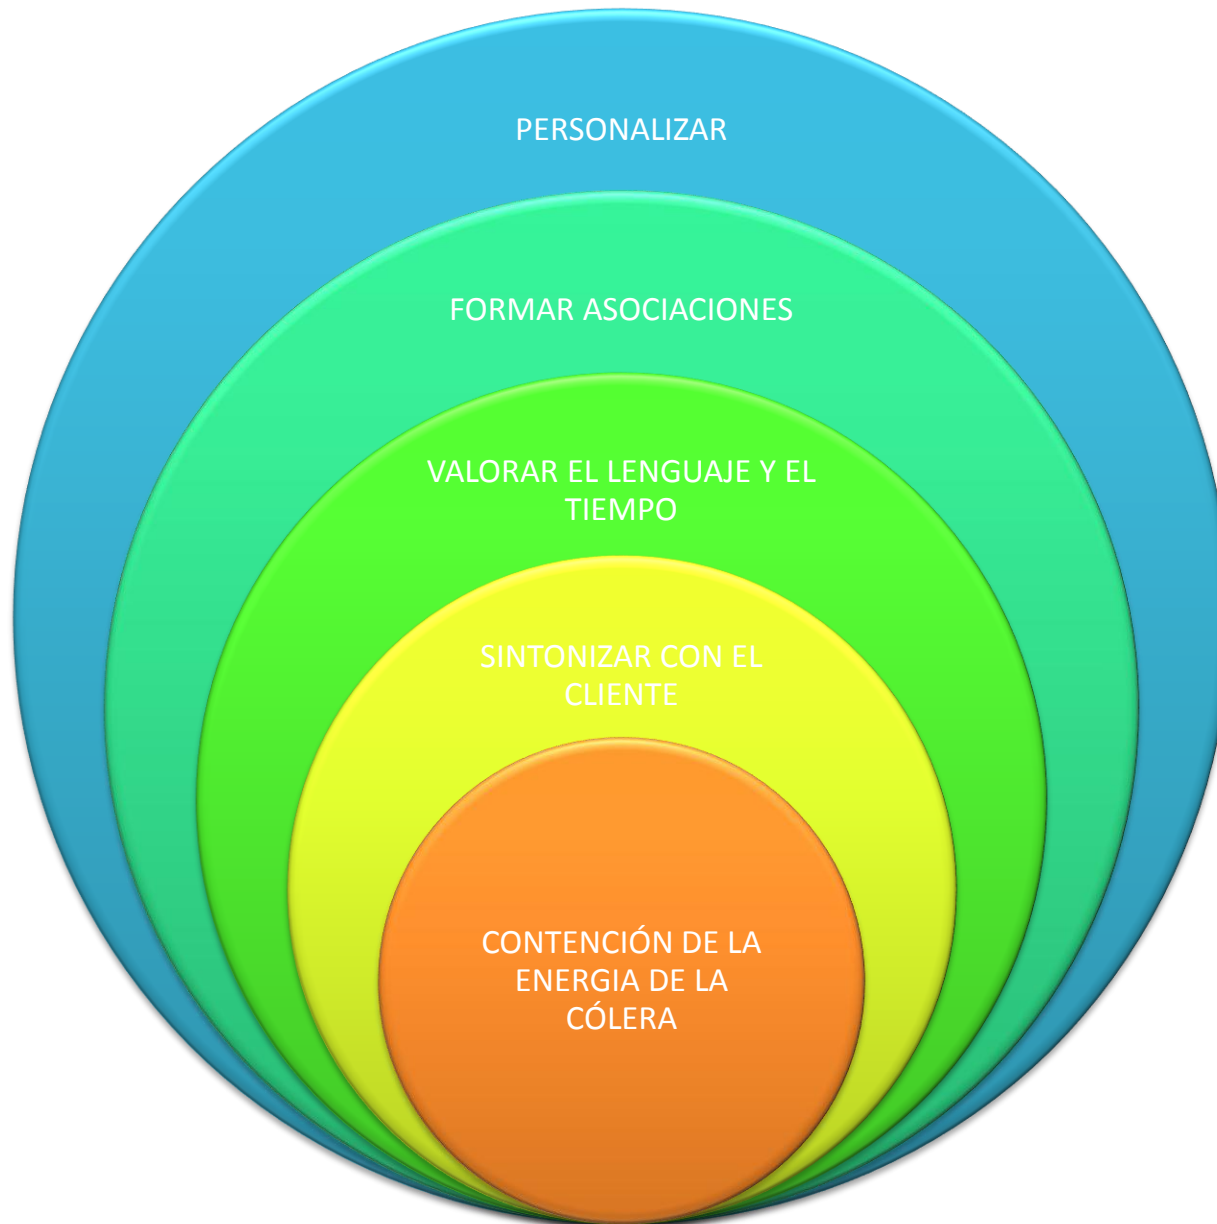 PERSONALIZAR
FORMAR ASOCIACIONES
VALORAR EL LENGUAJE Y EL
TIEMPO
SINTONIZAR CON EL
CLIENTE
CONTENCIÓN DE LA
ENERGIA DE LA
CÓLERA